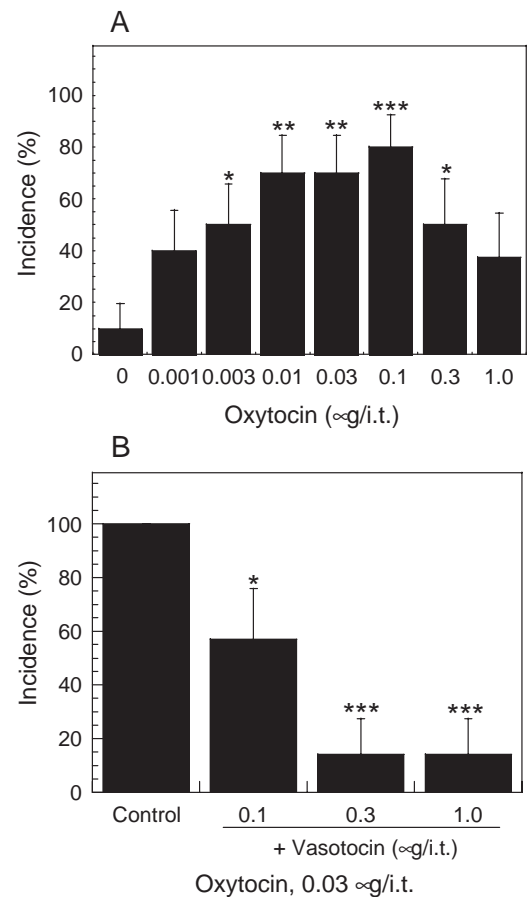 A
Incidence (%)
100
80
60
40
20
0
*
**
**
***
*
0 0.001 0.003 0.01 0.03 0.1 0.3 1.0
Oxytocin (∝g/i.t.)
B
Incidence (%)
100
80
60
40
20
0
*
***
***
Control 0.1 0.3 1.0
+ Vasotocin (∝g/i.t.)
Oxytocin, 0.03 ∝g/i.t.